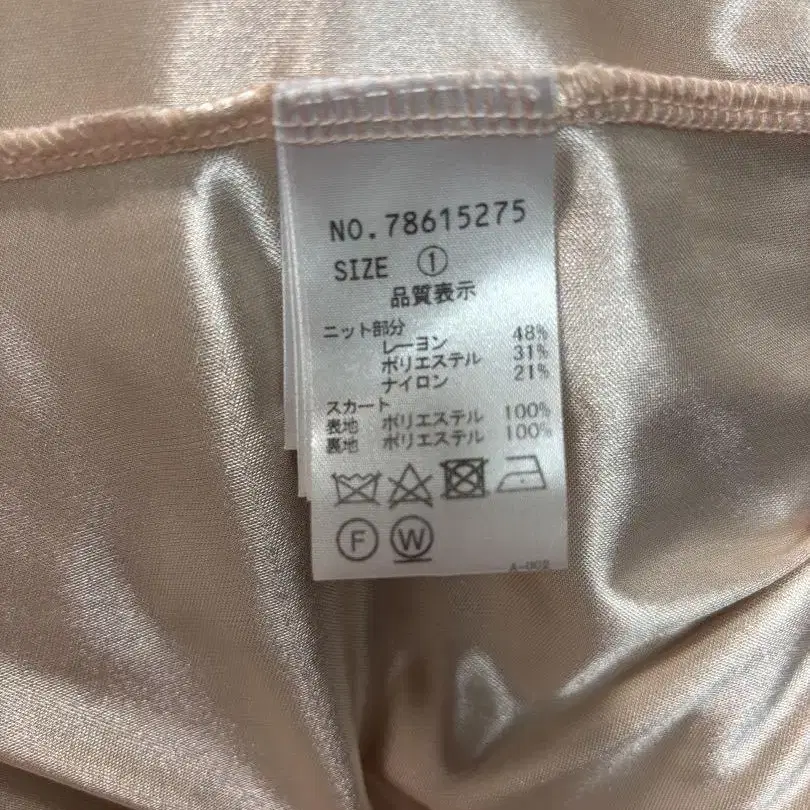 NO.78615275
SIZE ①
品質表示
ニット部分
レーヨン 48%
ポリエステル 31%
ナイロン 21%
スカート
表地 ポリエステル 100%
裏地 ポリエステル 100%
F W
A-002